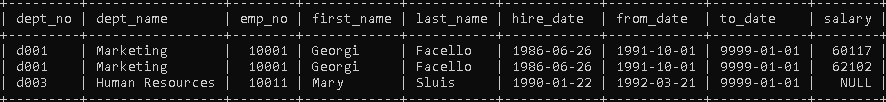 | dept_no | dept_name | emp_no | first_name | last_name | hire_date | from_date | to_date | salary |
| d001 | Marketing | 10001 | Georgi | Facello | 1986-06-26 | 1991-10-01 | 9999-01-01 | 60117 |
| d001 | Marketing | 10001 | Georgi | Facello | 1986-06-26 | 1991-10-01 | 9999-01-01 | 62102 |
| d003 | Human Resources | 10011 | Mary | Sluis | 1990-01-22 | 1992-03-21 | 9999-01-01 | NULL |